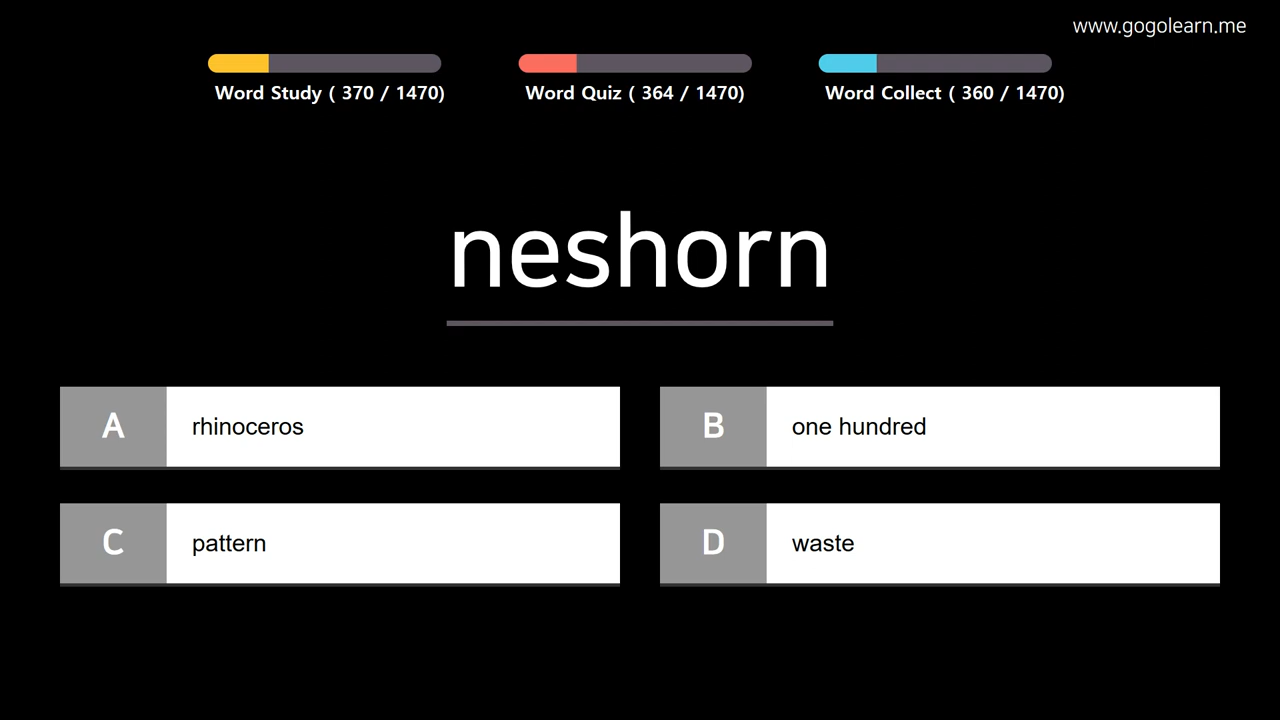 www.gogolearn.me
Word Study ( 370 / 1470)
Word Quiz ( 364 / 1470)
Word Collect ( 360 / 1470)
neshorn
A rhinoceros
B one hundred
C pattern
D waste